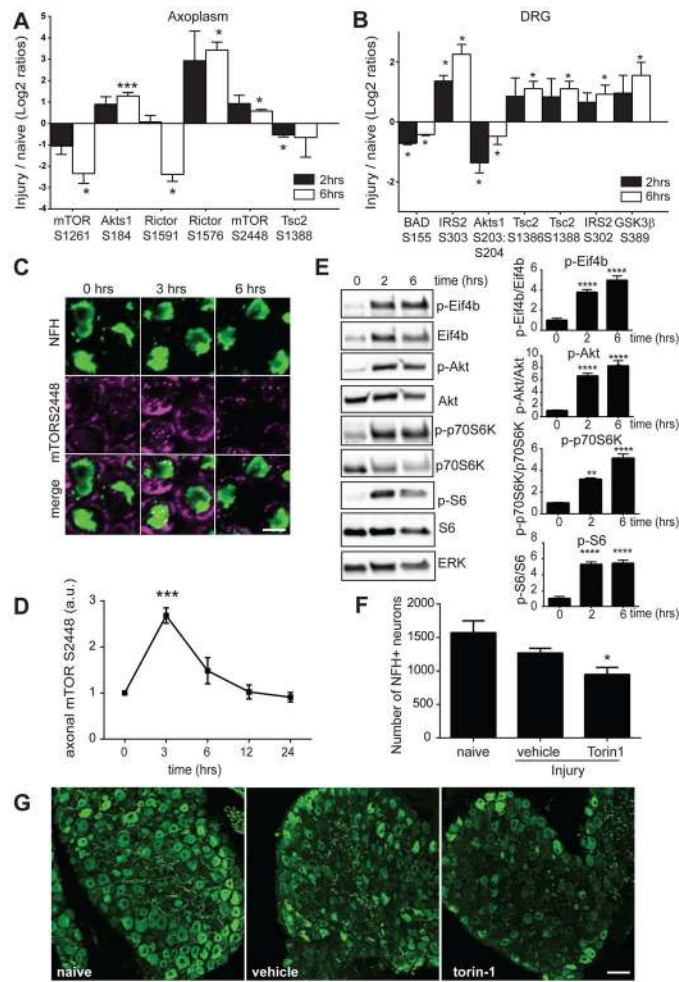 A
Axoplasm
Injury / naive (Log2 ratios)
5
4
3
2
1
0
-1
-2
-3
-5
*
***
*
*
*
*
*
2hrs
6hrs
mTOR Akts1 Rictor Rictor mTOR Tsc2
S1261 S184 S1591 S1576 S2448 S1388
B
DRG
Injury / naive (Log2 ratios)
3
2
1
0
-1
-2
-3
* * * * * * * * * * *
2hrs
6hrs
BAD IRS2 Akts1 Tsc2 Tsc2 IRS2 GSK3β
S155 S303 S203: S1386 S1388 S302 S389
S204
C
0 hrs 3 hrs 6 hrs
NFH
mTORS2448
merge
D
axonal mTOR S2448 (a.u.)
3
2
1
0
***
0 3 6 12 24
time (hrs)
E
0 2 6 time (hrs)
p-Eif4b
Eif4b
p-Akt
Akt
p-p70S6K
p70S6K
p-S6
S6
ERK
p-Eif4b
p-Eif4b/Eif4b
6
4
2
0
**** ****
0 2 6 time (hrs)
p-Akt
p-Akt/Akt
**** ****
0 2 6 time (hrs)
p-p70S6K
p-p70S6K/p70S6K
6
4
2
0
** ****
0 2 6 time (hrs)
p-S6
p-S6/S6
8
6
4
2
0
**** ****
0 2 6 time (hrs)
F
Number of NFH+ neurons
2000
1500
1000
500
0
*
naive vehicle Torin1
Injury
G
naive
vehicle
torin-1